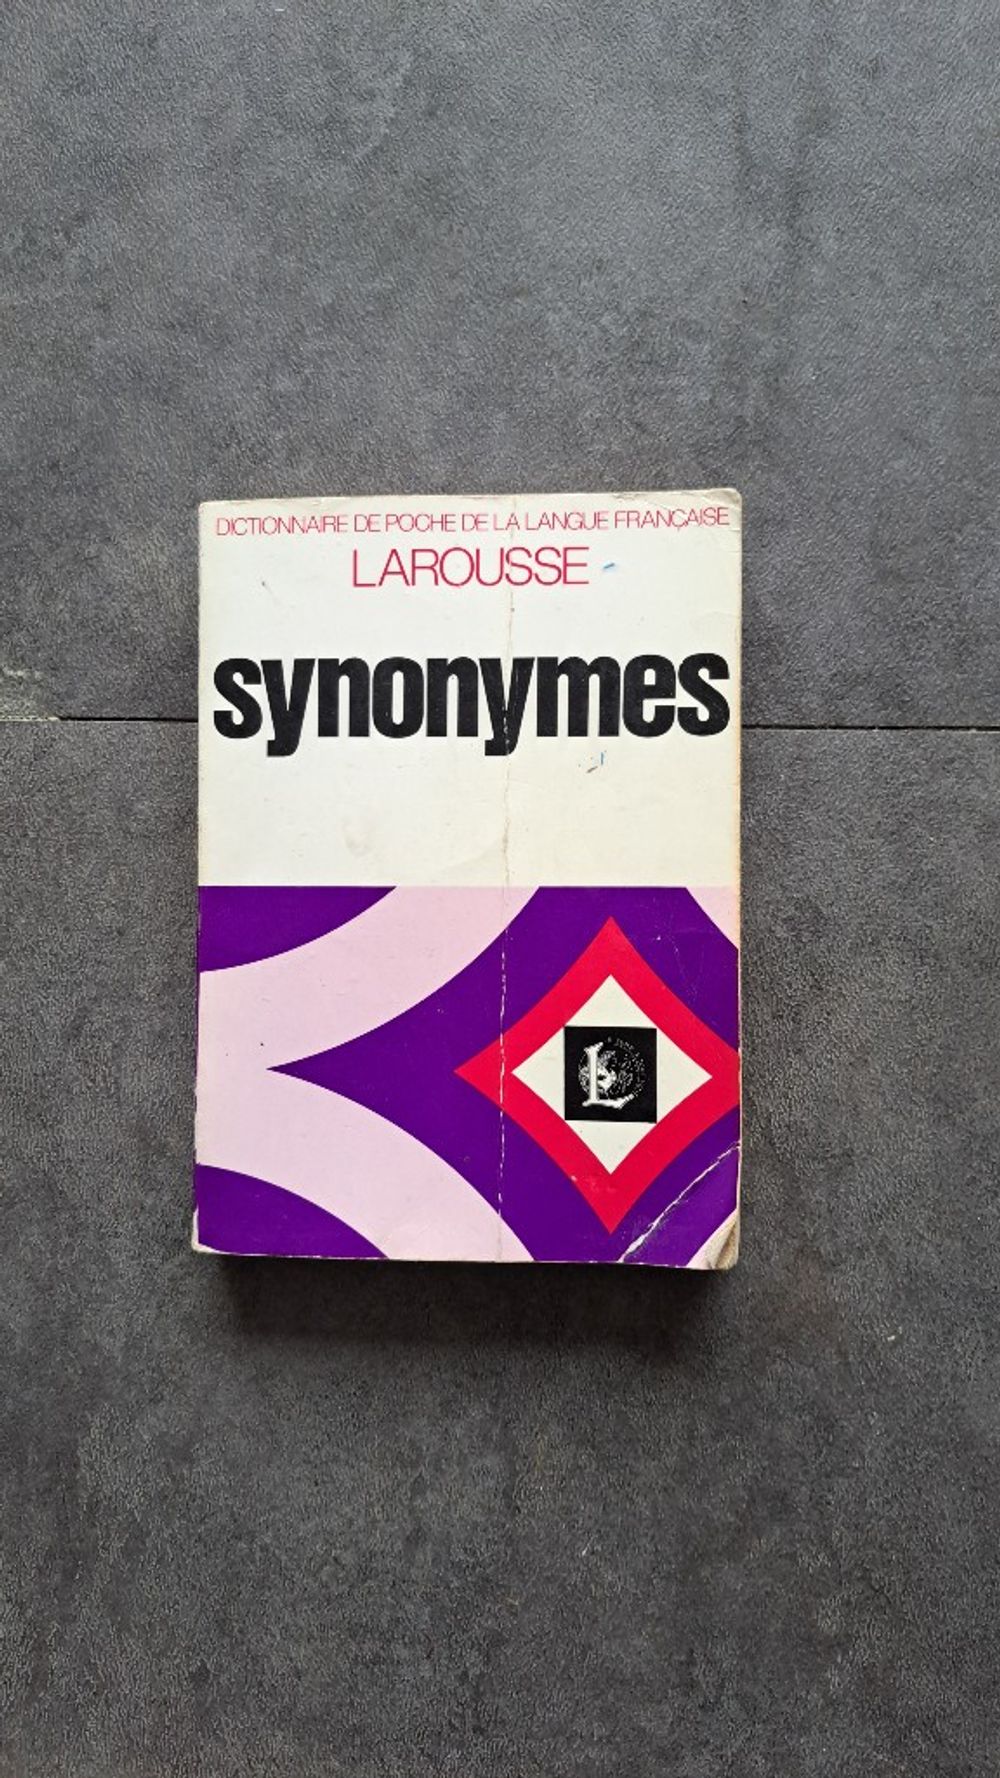 DICTIONNAIRE DE POCHE DE LA LANGUE FRANÇAISE
LAROUSSE
synonymes
L